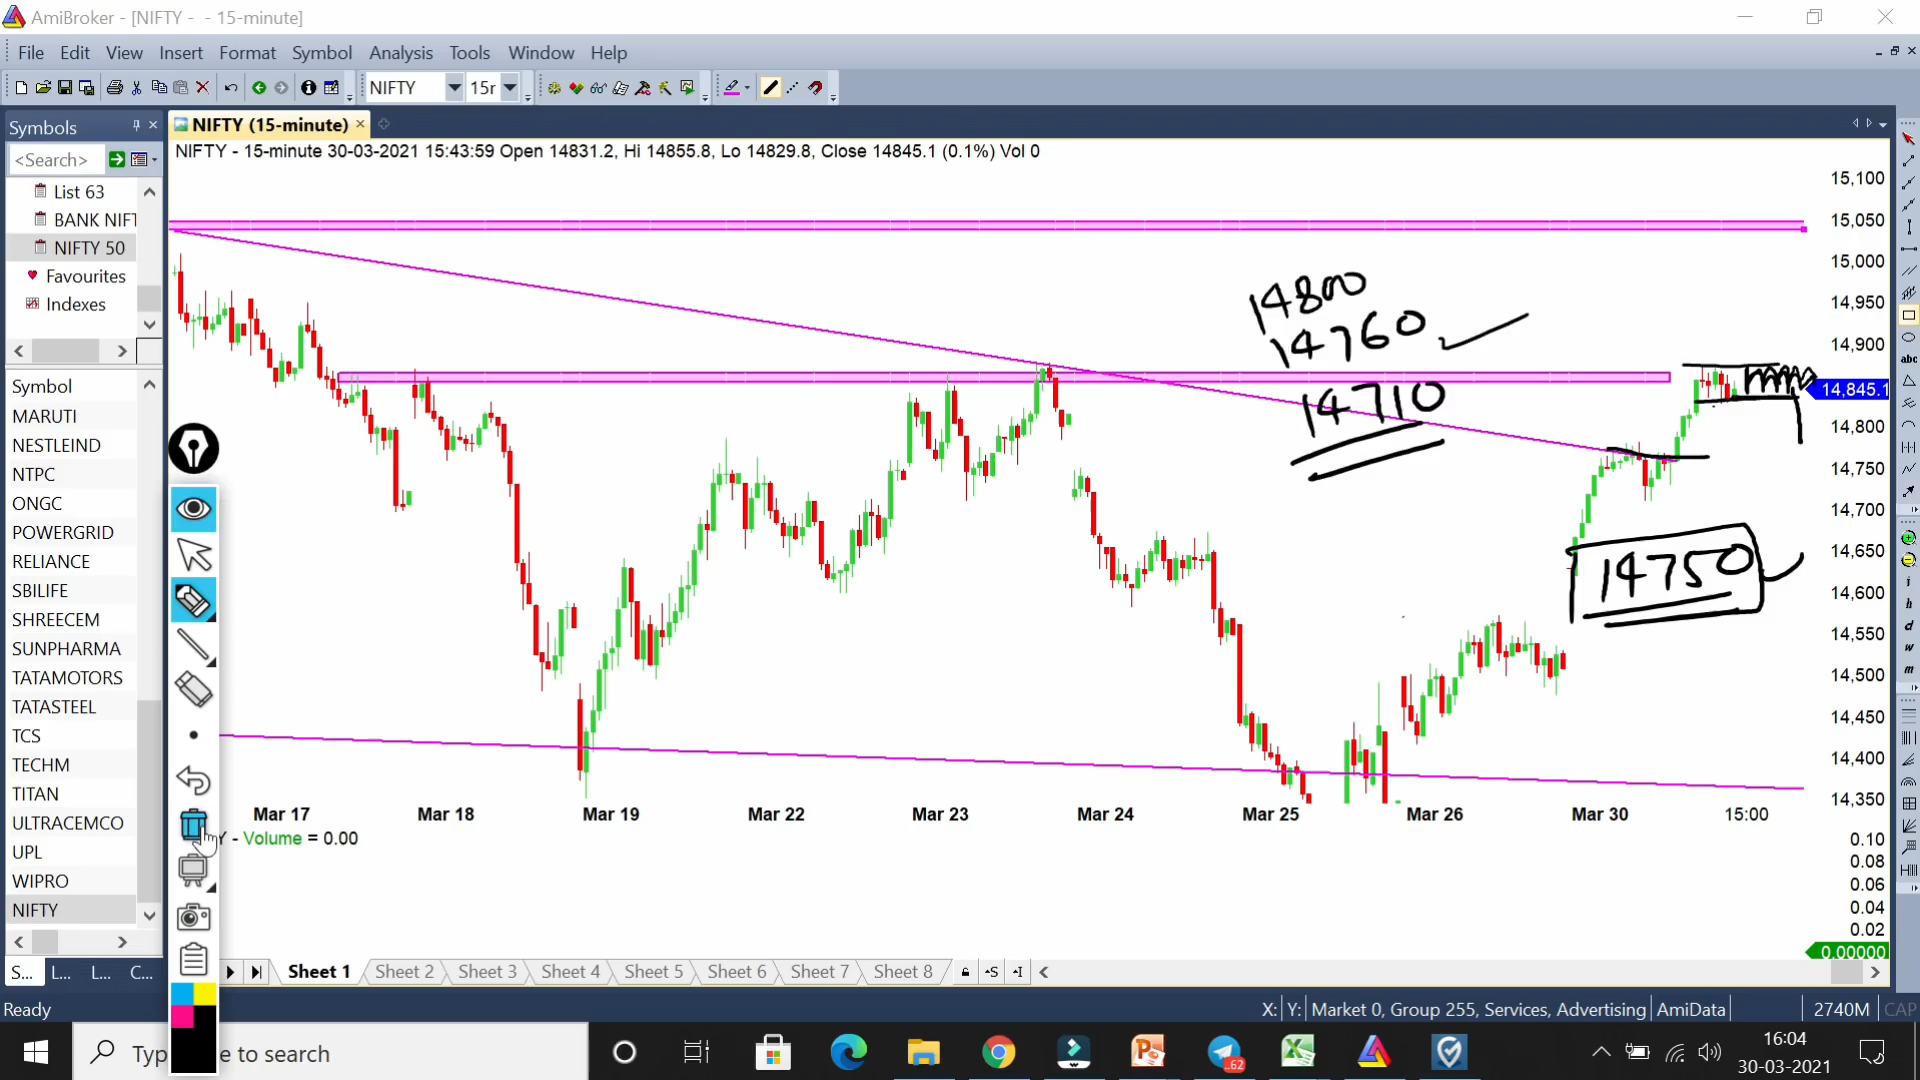 AmiBroker - [NIFTY - - 15-minute]
File Edit View Insert Format Symbol Analysis Tools Window Help
NIFTY 15r
Symbols
NIFTY (15-minute)
<Search>
NIFTY - 15-minute 30-03-2021 15:43:59 Open 14831.2, Hi 14855.8, Lo 14829.8, Close 14845.1 (0.1%) Vol 0
List 63
BANK NIFT
NIFTY 50
Favourites
Indexes
Symbol
MARUTI
NESTLEIND
NTPC
ONGC
POWERGRID
RELIANCE
SBILIFE
SHREECEM
SUNPHARMA
TATAMOTORS
TATASTEEL
TCS
TECHM
TITAN
ULTRACEMCO
UPL
WIPRO
NIFTY
S... L... L... C...
14800
14760
14710
14750
15,100
15,050
15,000
14,950
14,900
14,845.1
14,800
14,750
14,700
14,650
14,600
14,550
14,500
14,450
14,400
14,350
Mar 17 Mar 18 Mar 19 Mar 22 Mar 23 Mar 24 Mar 25 Mar 26 Mar 30 15:00
Y - Volume = 0.00
0.10
0.08
0.06
0.04
0.02
0.00000
abc
i
h
d
w
m
Sheet 1 Sheet 2 Sheet 3 Sheet 4 Sheet 5 Sheet 6 Sheet 7 Sheet 8
Ready
X: Y: Market 0, Group 255, Services, Advertising AmiData 2740M CAP
Typ e to search
62
16:04
30-03-2021